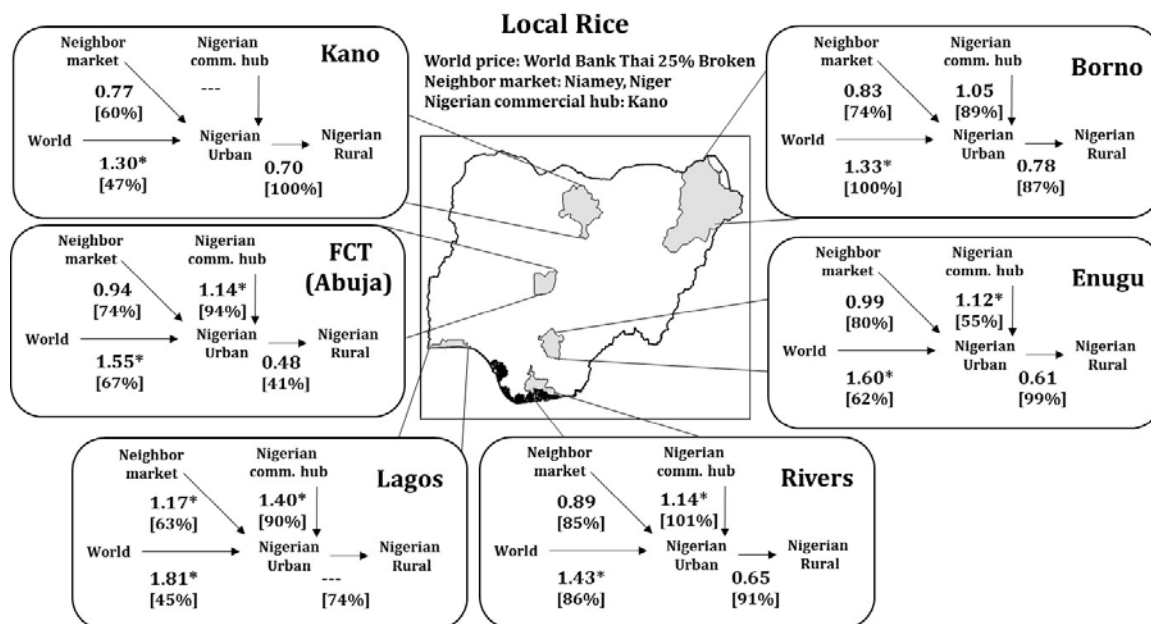 Local Rice
World price: World Bank Thai 25% Broken
Neighbor market: Niamey, Niger
Nigerian commercial hub: Kano
Kano
Neighbor
market
Nigerian
comm. hub
0.77
[60%]
---
World
Nigerian
Urban
Nigerian
Rural
1.30*
[47%]
0.70
[100%]
Borno
Neighbor
market
Nigerian
comm. hub
0.83
[74%]
1.05
[89%]
World
Nigerian
Urban
Nigerian
Rural
1.33*
[100%]
0.78
[87%]
FCT
(Abuja)
Neighbor
market
Nigerian
comm. hub
0.94
[74%]
1.14*
[94%]
World
Nigerian
Urban
Nigerian
Rural
1.55*
[67%]
0.48
[41%]
Enugu
Neighbor
market
Nigerian
comm. hub
0.99
[80%]
1.12*
[55%]
World
Nigerian
Urban
Nigerian
Rural
1.60*
[62%]
0.61
[99%]
Lagos
Neighbor
market
Nigerian
comm. hub
1.17*
[63%]
1.40*
[90%]
World
Nigerian
Urban
Nigerian
Rural
1.81*
[45%]
---
[74%]
Rivers
Neighbor
market
Nigerian
comm. hub
0.89
[85%]
1.14*
[101%]
World
Nigerian
Urban
Nigerian
Rural
1.43*
[86%]
0.65
[91%]